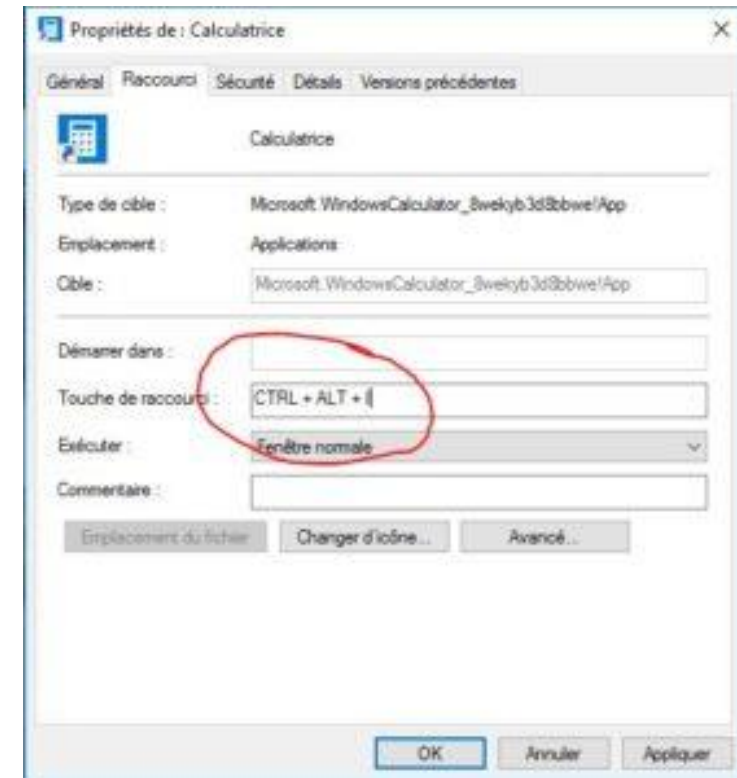 Propriétés de : Calculatrice
Général Raccourci Sécurité Détails Versions précédentes
Calculatrice
Type de cible : Microsoft.WindowsCalculator_8wekyb3d8bbwe!App
Emplacement : Applications
Cible : Microsoft.WindowsCalculator_8wekyb3d8bbwe!App
Démarrer dans :
Touche de raccourci : CTRL + ALT +
Exécuter : Fenêtre normale
Commentaire :
Emplacement du fichier Changer d'icône... Avancé...
OK Annuler Appliquer